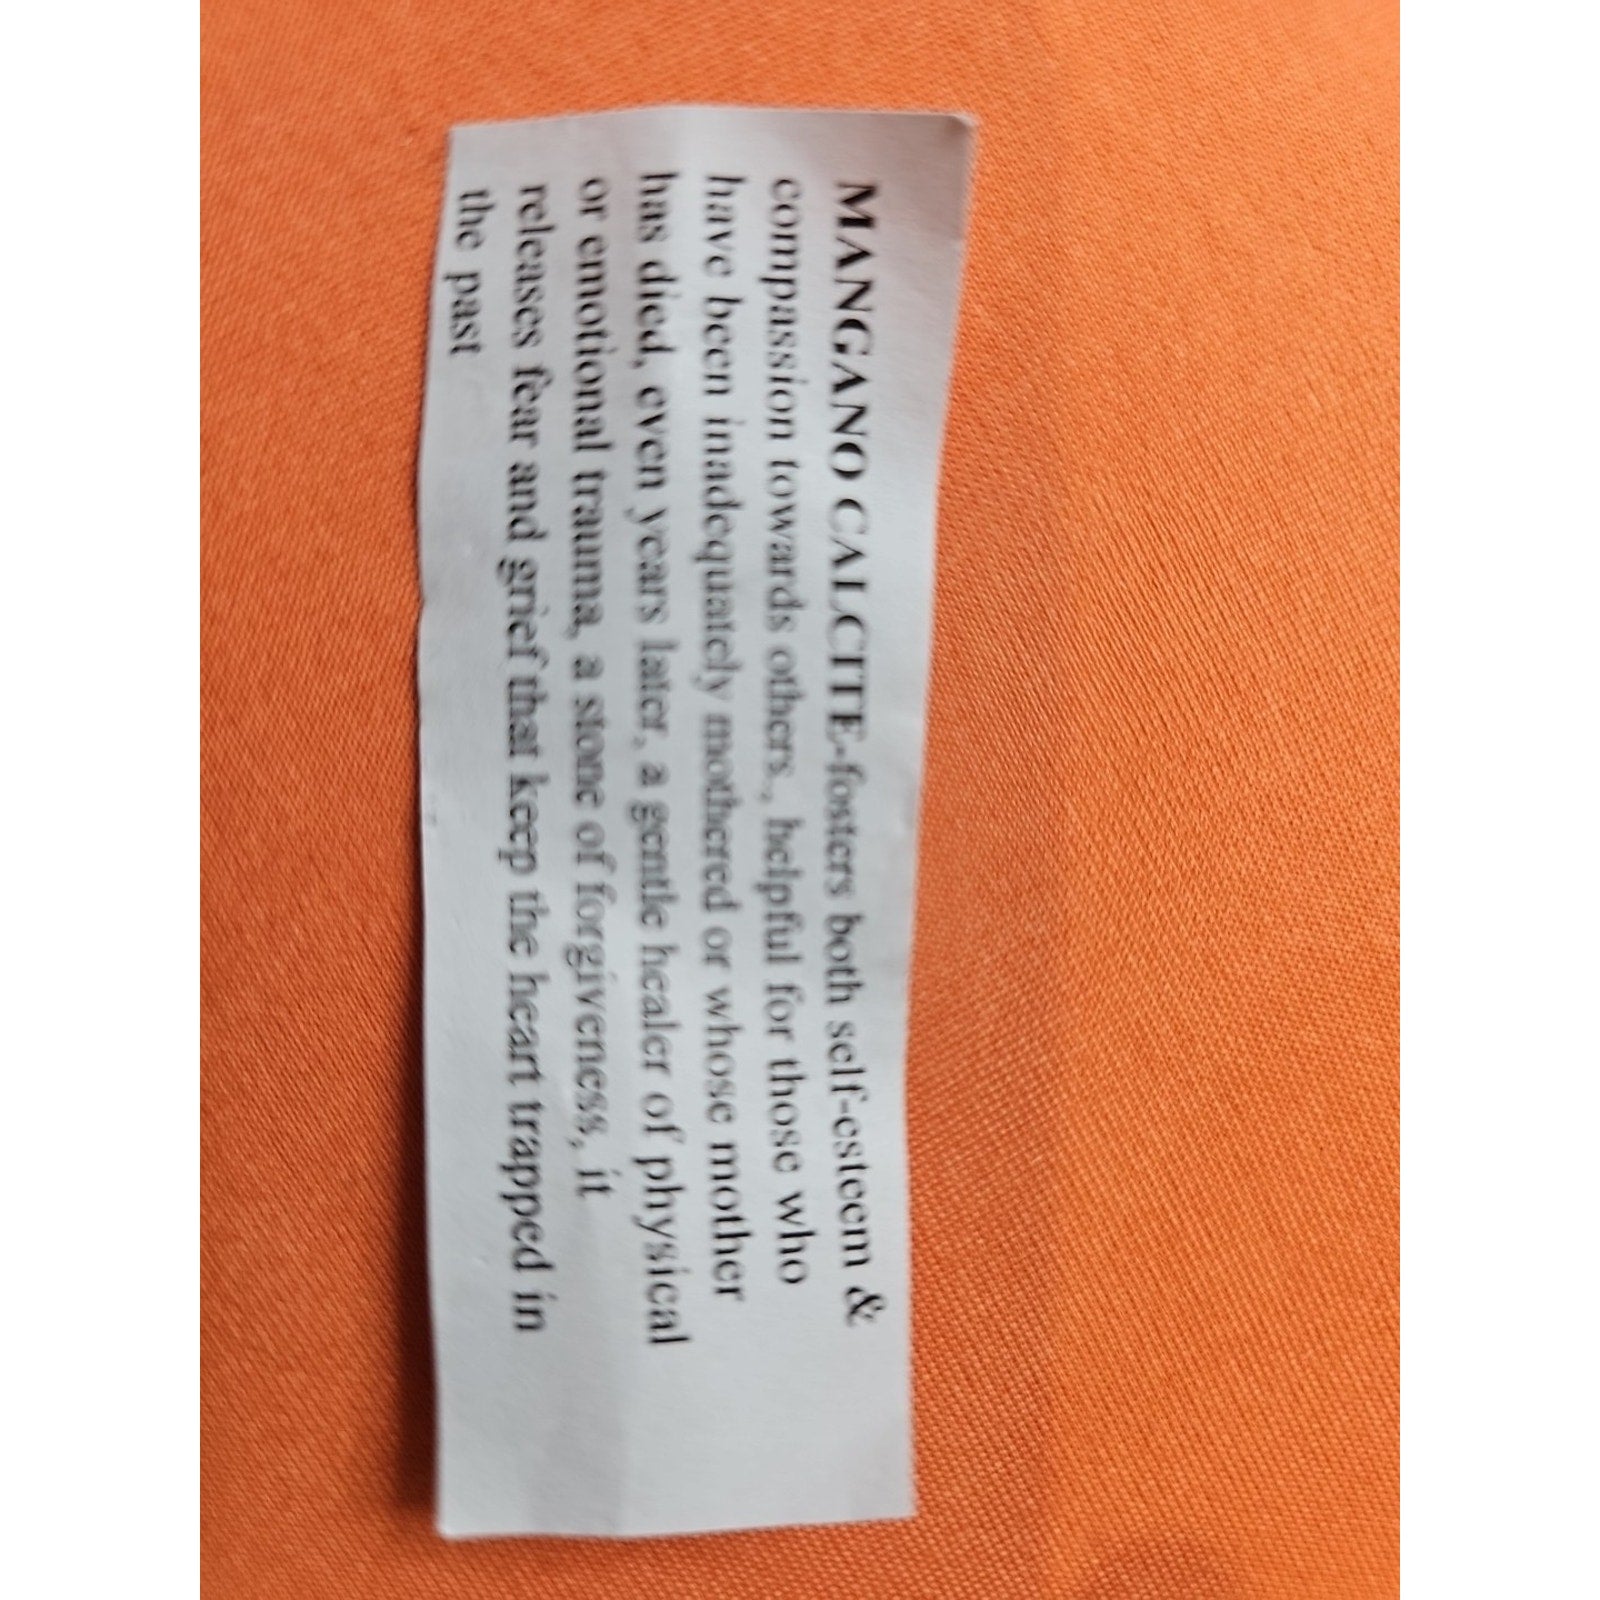 MANGANO CALCITE-fosters both self-esteem &
compassion towards others., helpful for those who
have been inadequately mothered or whose mother
has died, even years later, a gentle healer of physical
or emotional trauma, a stone of forgiveness, it
releases fear and grief that keep the heart trapped in
the past